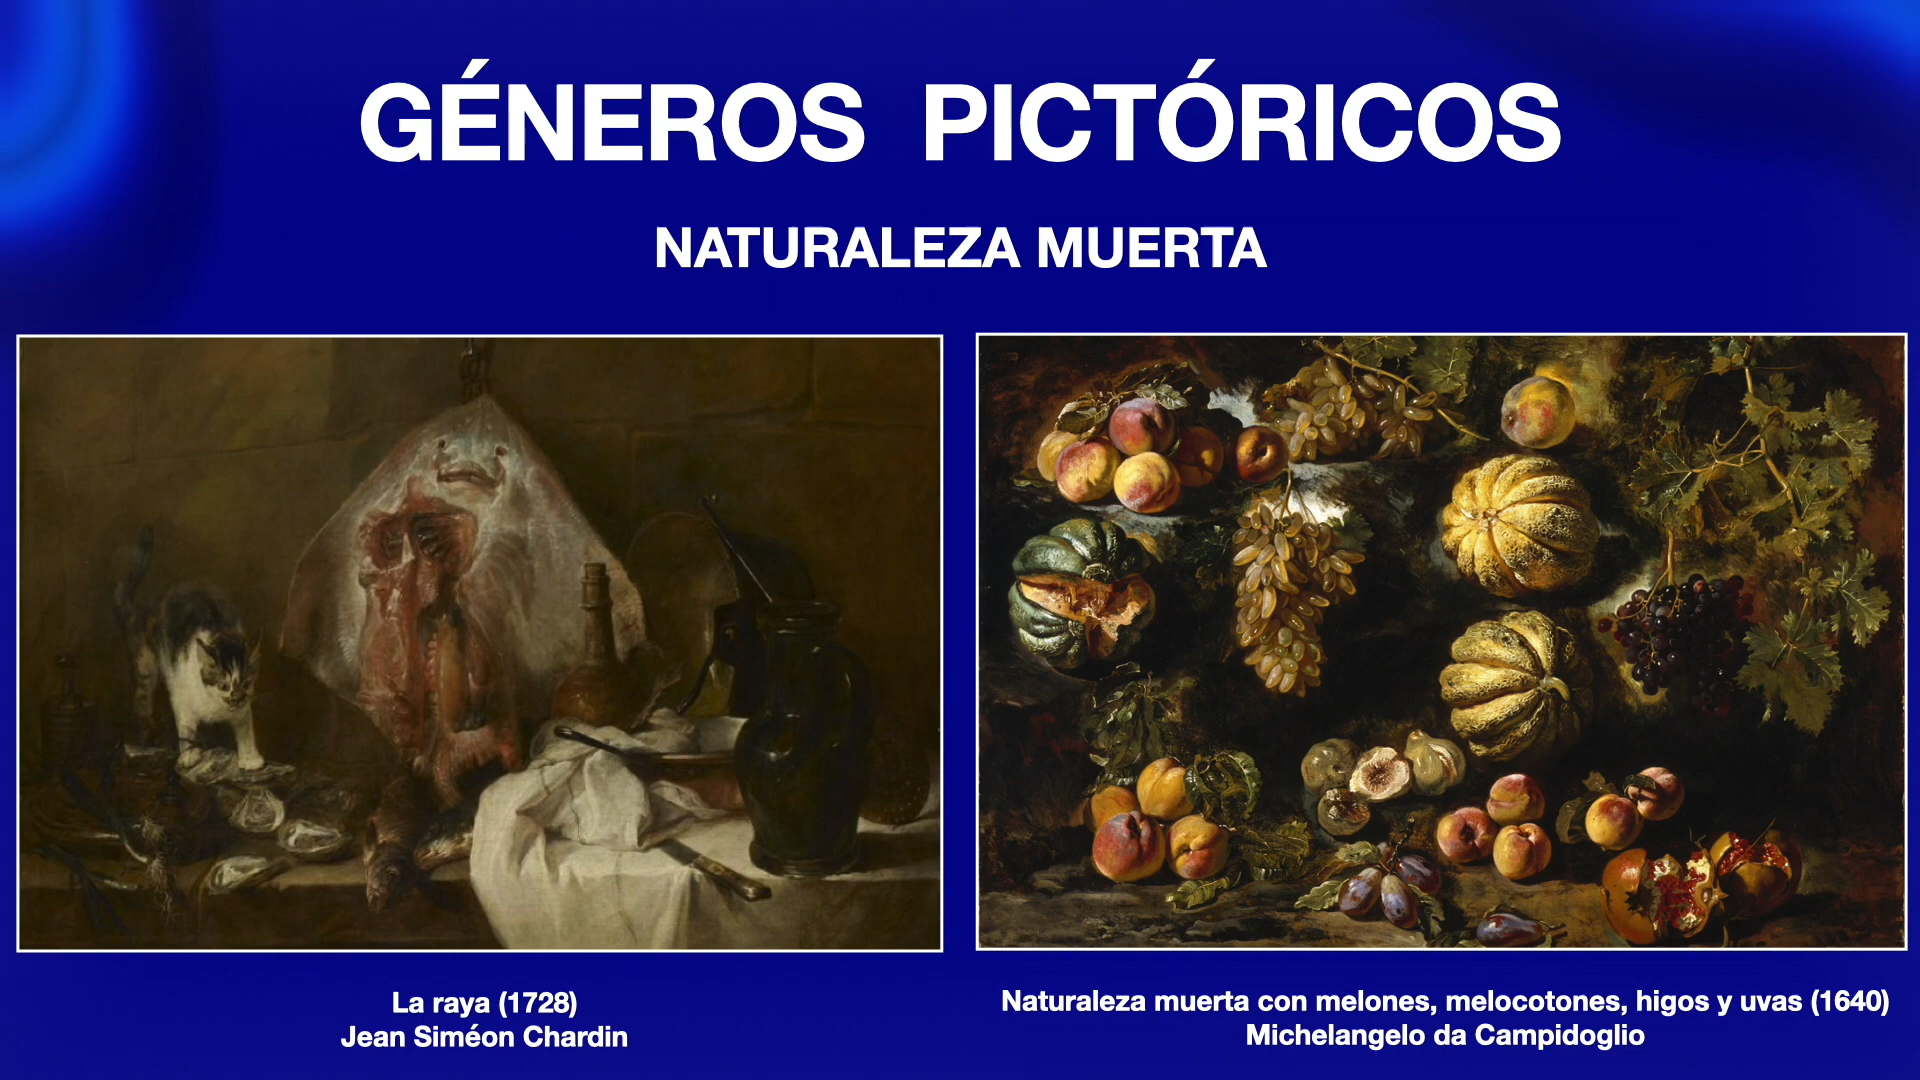 GÉNEROS PICTÓRICOS
NATURALEZA MUERTA
La raya (1728)
Jean Siméon Chardin
Naturaleza muerta con melones, melocotones, higos y uvas (1640)
Michelangelo da Campidoglio